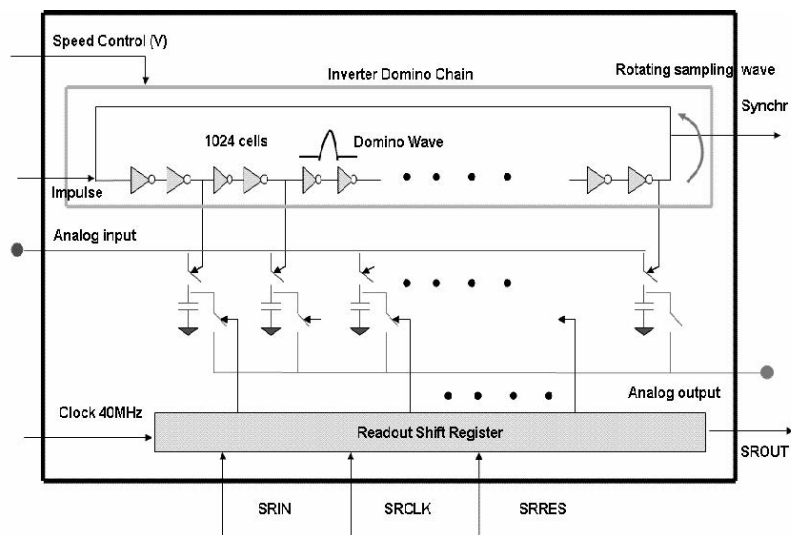 Speed Control (V)
Inverter Domino Chain
Rotating sampling wave
Synchr
1024 cells
Domino Wave
Impulse
Analog input
Analog output
Clock 40MHz
Readout Shift Register
SROUT
SRIN
SRCLK
SRRES